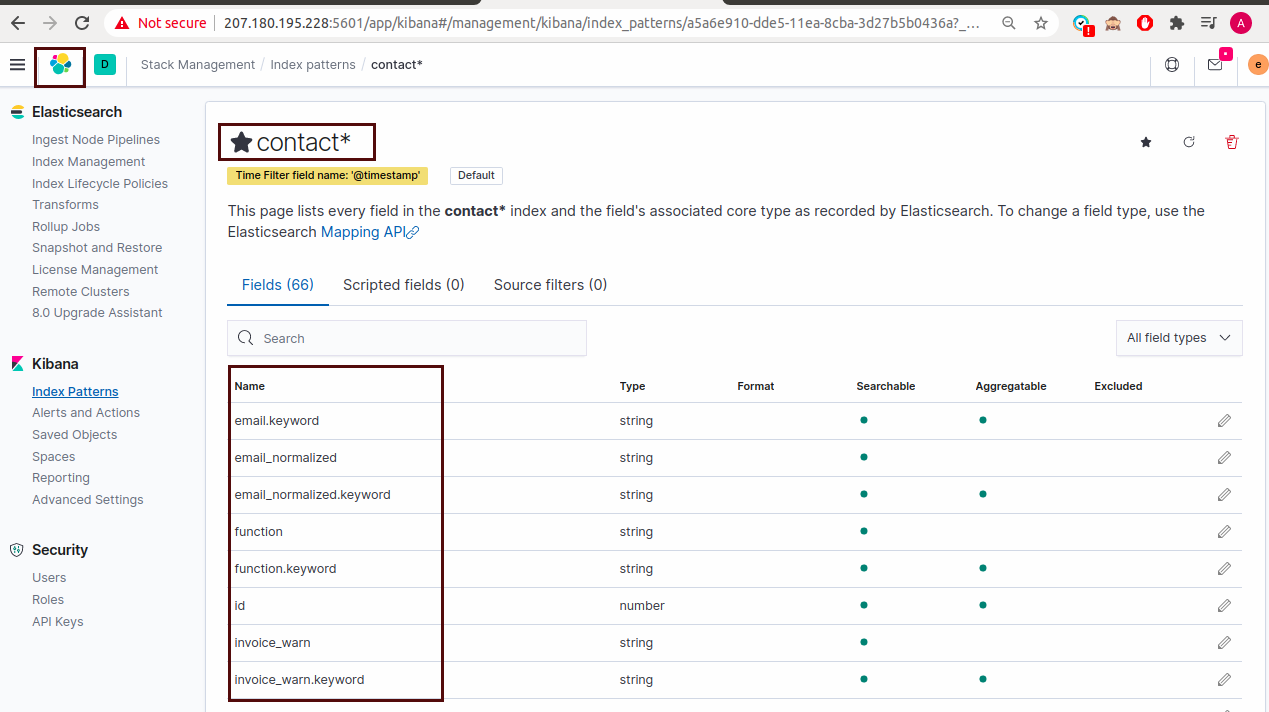 Not secure | 207.180.195.228:5601/app/kibana#/management/kibana/index_patterns/a5a6e910-dde5-11ea-8cba-3d27b5b0436a?_...
!
A
D
Stack Management / Index patterns / contact*
e
Elasticsearch
Ingest Node Pipelines
Index Management
Index Lifecycle Policies
Transforms
Rollup Jobs
Snapshot and Restore
License Management
Remote Clusters
8.0 Upgrade Assistant
Kibana
Index Patterns
Alerts and Actions
Saved Objects
Spaces
Reporting
Advanced Settings
Security
Users
Roles
API Keys
contact*
Time Filter field name: '@timestamp' Default
This page lists every field in the contact* index and the field's associated core type as recorded by Elasticsearch. To change a field type, use the
Elasticsearch Mapping API
Fields (66) Scripted fields (0) Source filters (0)
Search All field types
Name Type Format Searchable Aggregatable Excluded
email.keyword string
email_normalized string
email_normalized.keyword string
function string
function.keyword string
id number
invoice_warn string
invoice_warn.keyword string